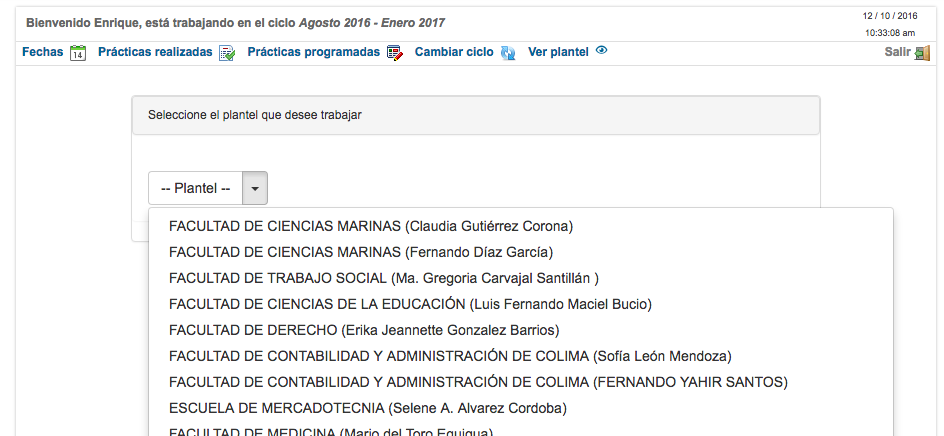 Bienvenido Enrique, está trabajando en el ciclo Agosto 2016 - Enero 2017
12 / 10 / 2016
10:33:08 am
Fechas 14 Prácticas realizadas Prácticas programadas Cambiar ciclo Ver plantel Salir
Seleccione el plantel que desee trabajar
-- Plantel --
FACULTAD DE CIENCIAS MARINAS (Claudia Gutiérrez Corona)
FACULTAD DE CIENCIAS MARINAS (Fernando Díaz García)
FACULTAD DE TRABAJO SOCIAL (Ma. Gregoria Carvajal Santillán )
FACULTAD DE CIENCIAS DE LA EDUCACIÓN (Luis Fernando Maciel Bucio)
FACULTAD DE DERECHO (Erika Jeannette Gonzalez Barrios)
FACULTAD DE CONTABILIDAD Y ADMINISTRACIÓN DE COLIMA (Sofía León Mendoza)
FACULTAD DE CONTABILIDAD Y ADMINISTRACIÓN DE COLIMA (FERNANDO YAHIR SANTOS)
ESCUELA DE MERCADOTECNIA (Selene A. Alvarez Cordoba)
FACULTAD DE MEDICINA (Mario del Toro Equigua)